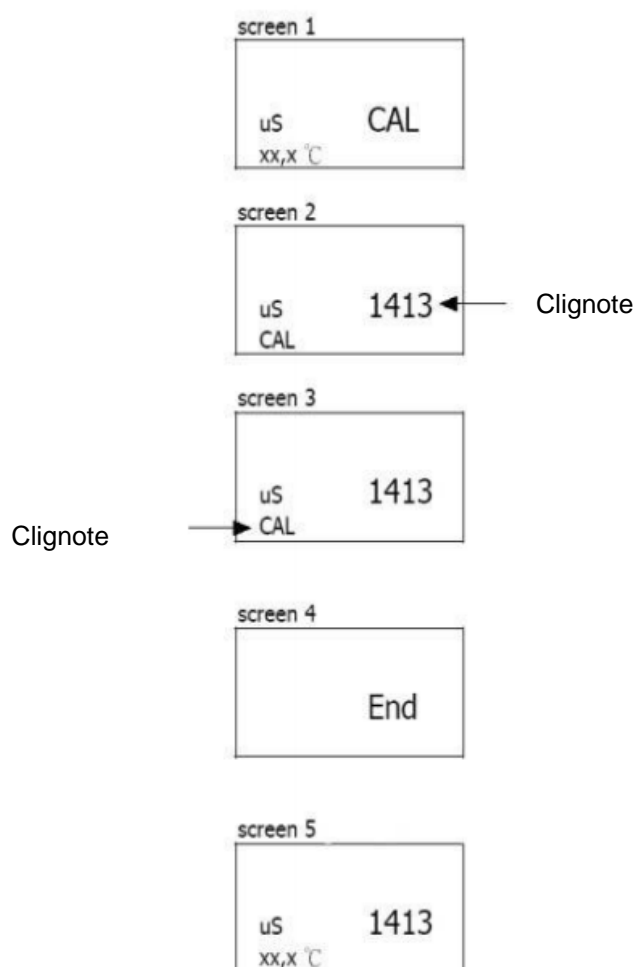 screen 1
uS CAL
xx,x °C
screen 2
uS 1413 Clignote
CAL
screen 3
uS 1413
Clignote CAL
screen 4
End
screen 5
uS 1413
xx,x °C